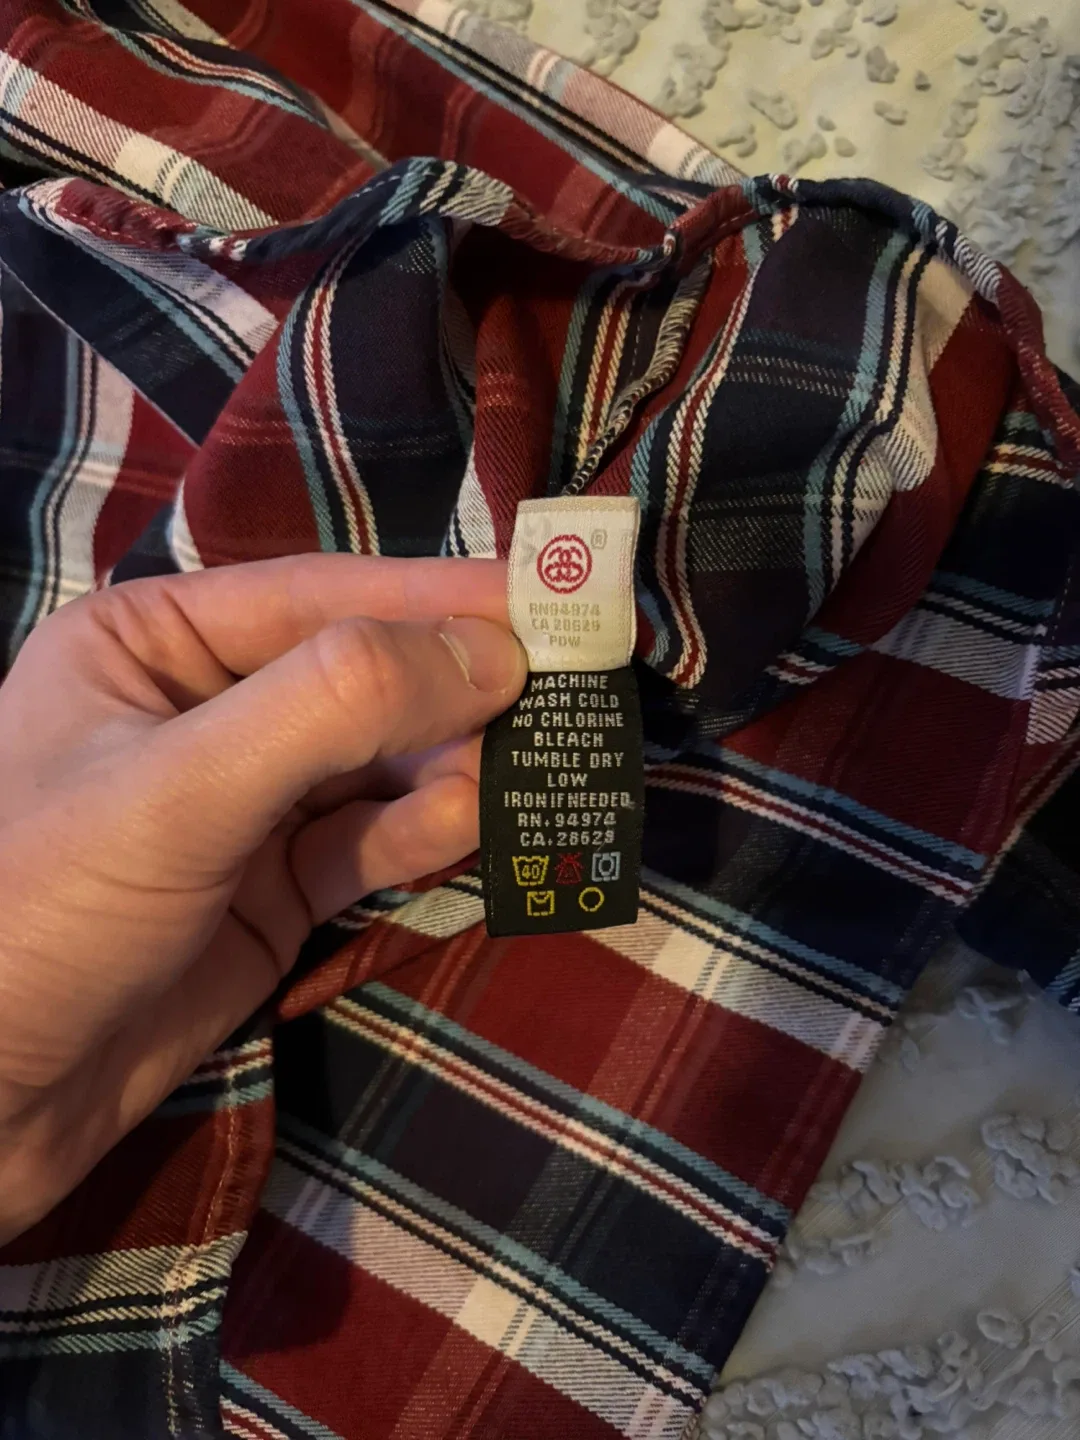 ®
RN94974
CA 28629
PDW
MACHINE
WASH COLD
NO CHLORINE
BLEACH
TUMBLE DRY
LOW
IRON IF NEEDED
RN. 94974
CA. 28629
40